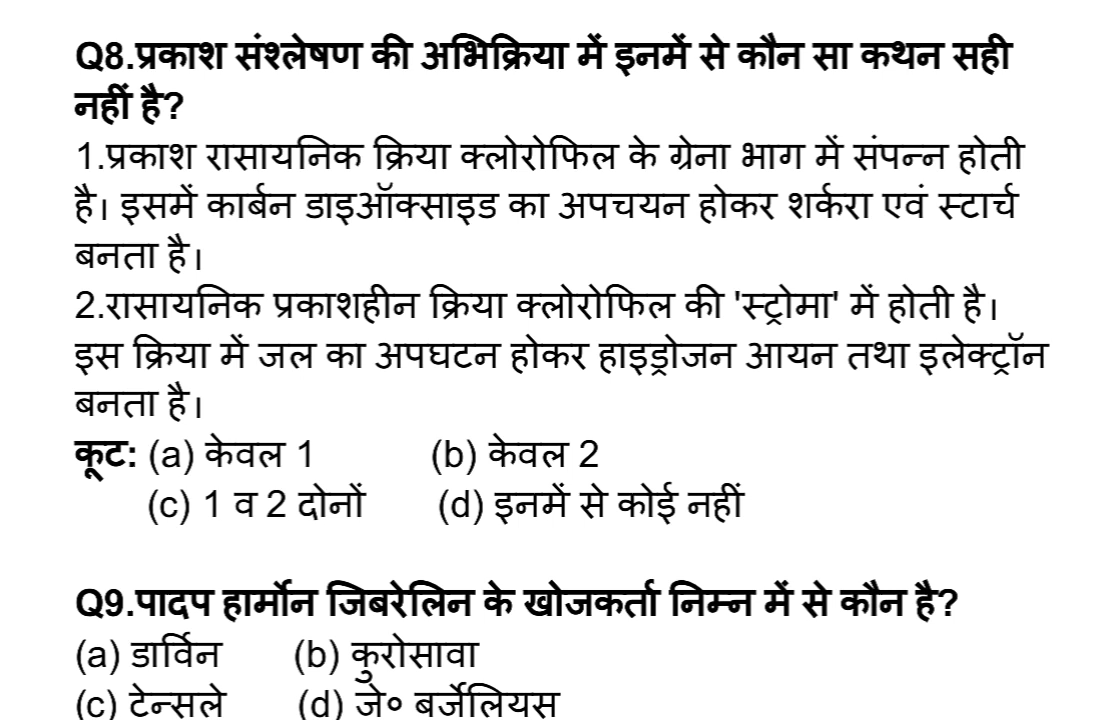 Q8.प्रकाश संश्लेषण की अभिक्रिया में इनमें से कौन सा कथन सही
नहीं है?
1.प्रकाश रासायनिक क्रिया क्लोरोफिल के ग्रेना भाग में संपन्न होती
है। इसमें कार्बन डाइऑक्साइड का अपचयन होकर शर्करा एवं स्टार्च
बनता है।
2.रासायनिक प्रकाशहीन क्रिया क्लोरोफिल की 'स्ट्रोमा' में होती है।
इस क्रिया में जल का अपघटन होकर हाइड्रोजन आयन तथा इलेक्ट्रॉन
बनता है।
कूट: (a) केवल 1 (b) केवल 2
(c) 1 व 2 दोनों (d) इनमें से कोई नहीं
Q9.पादप हार्मोन जिबरेलिन के खोजकर्ता निम्न में से कौन है?
(a) डार्विन (b) कुरोसावा
(c) टेन्सले (d) जे० बर्जेलियस